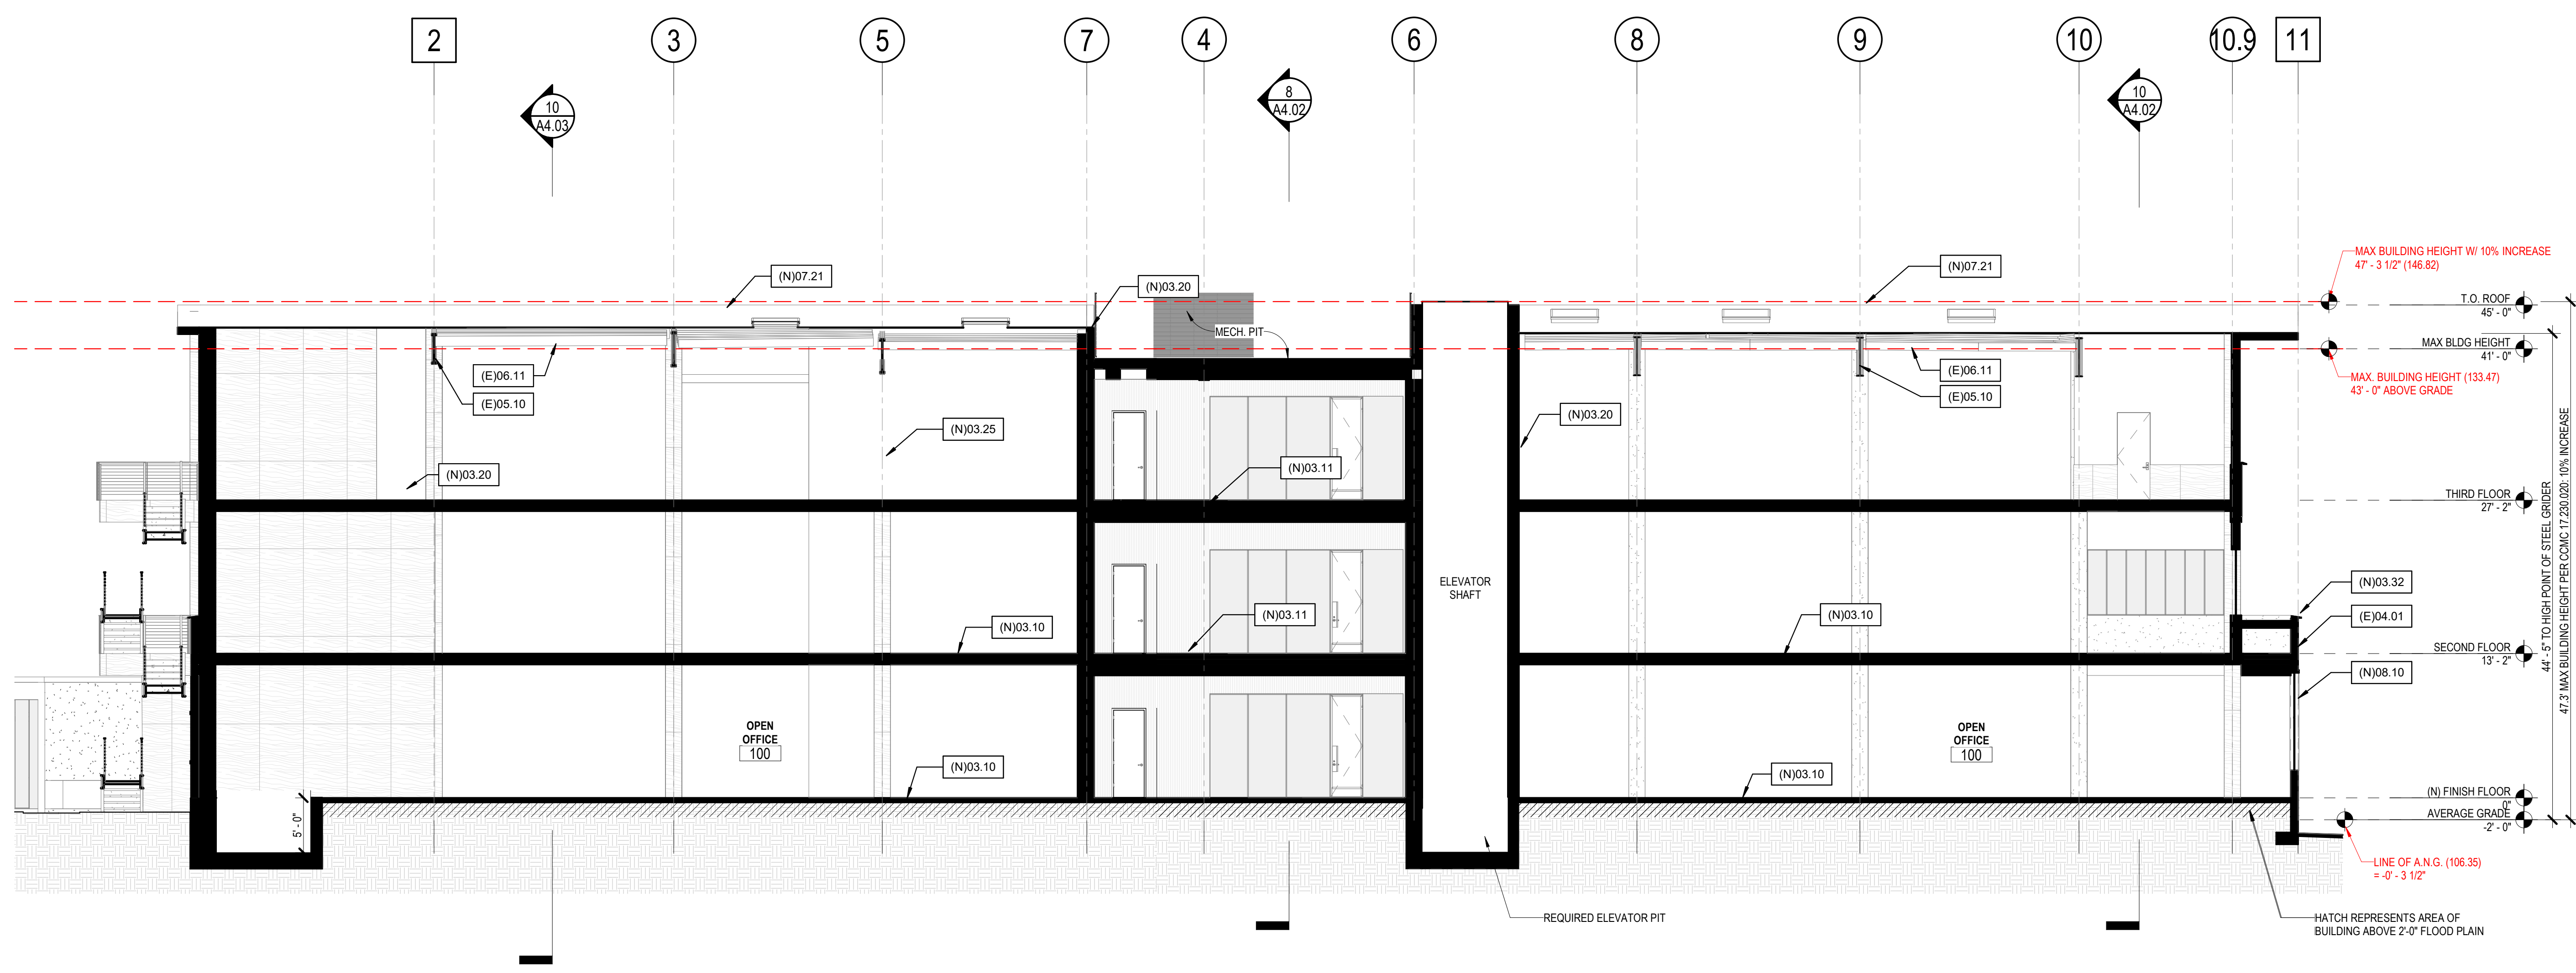 2
3
5
7
4
6
8
9
10
10.9
11
10
A4.03
8
A4.02
10
A4.02
MAX BUILDING HEIGHT W/ 10% INCREASE
47' - 3 1/2" (146.82)
(N)07.21
(N)03.20
(N)07.21
T.O. ROOF
45' - 0"
MECH. PIT
MAX BLDG HEIGHT
41' - 0"
MAX. BUILDING HEIGHT (133.47)
43' - 0" ABOVE GRADE
(E)06.11
(E)05.10
(E)06.11
(E)05.10
(N)03.25
(N)03.20
(N)03.20
(N)03.11
THIRD FLOOR
27' - 2"
44' - 5" TO HIGH POINT OF STEEL GRIDER
47.3' MAX BUILDING HEIGHT PER CCMC 17.230.020: 10% INCREASE
ELEVATOR
SHAFT
(N)03.32
(E)04.01
(N)03.10
(N)03.11
(N)03.10
SECOND FLOOR
13' - 2"
(N)08.10
OPEN
OFFICE
100
OPEN
OFFICE
100
(N)03.10
(N)03.10
5' - 0"
(N) FINISH FLOOR
0"
AVERAGE GRADE
-2' - 0"
LINE OF A.N.G. (106.35)
= -0' - 3 1/2"
REQUIRED ELEVATOR PIT
HATCH REPRESENTS AREA OF
BUILDING ABOVE 2'-0" FLOOD PLAIN